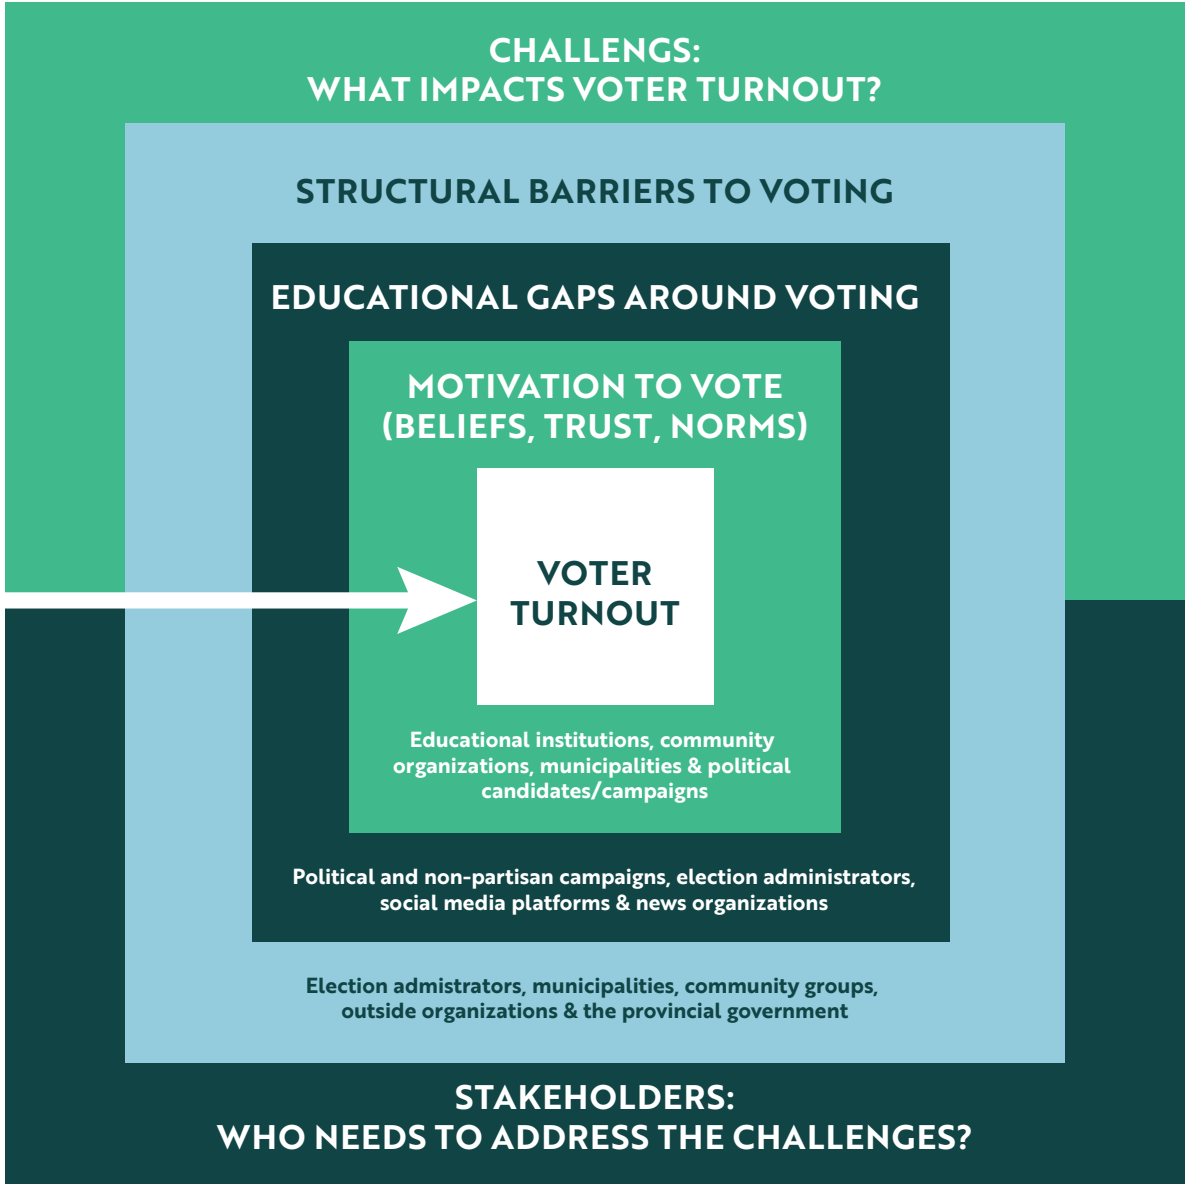 CHALLENGS:
WHAT IMPACTS VOTER TURNOUT?
STRUCTURAL BARRIERS TO VOTING
EDUCATIONAL GAPS AROUND VOTING
MOTIVATION TO VOTE
(BELIEFS, TRUST, NORMS)
VOTER
TURNOUT
Educational institutions, community
organizations, municipalities & political
candidates/campaigns
Political and non-partisan campaigns, election administrators,
social media platforms & news organizations
Election admistrators, municipalities, community groups,
outside organizations & the provincial government
STAKEHOLDERS:
WHO NEEDS TO ADDRESS THE CHALLENGES?